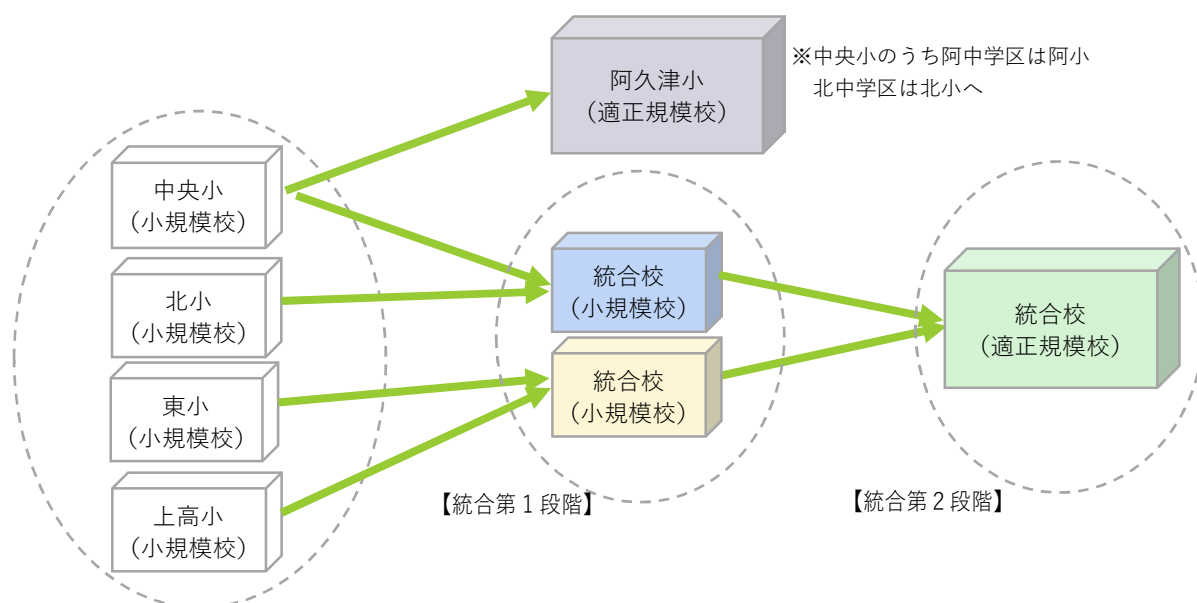 阿久津小
(適正規模校)
※中央小のうち阿中学区は阿小
北中学区は北小へ
中央小
(小規模校)
北小
(小規模校)
東小
(小規模校)
上高小
(小規模校)
統合校
(小規模校)
統合校
(小規模校)
【統合第1段階】
統合校
(適正規模校)
【統合第2段階】